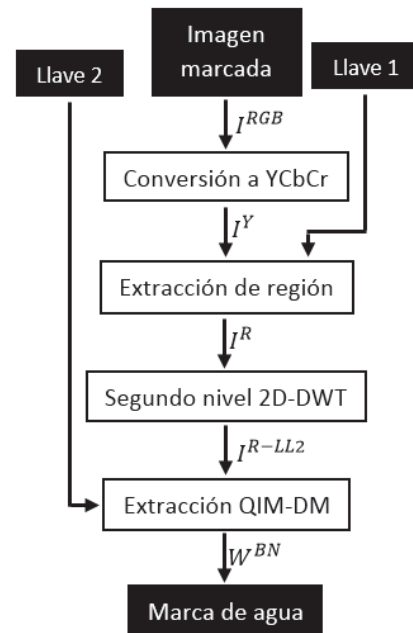 Imagen
marcada
Llave 2
Llave 1
I^{RGB}
Conversión a YCbCr
I^{Y}
Extracción de región
I^{R}
Segundo nivel 2D-DWT
I^{R-LL2}
Extracción QIM-DM
W^{BN}
Marca de agua